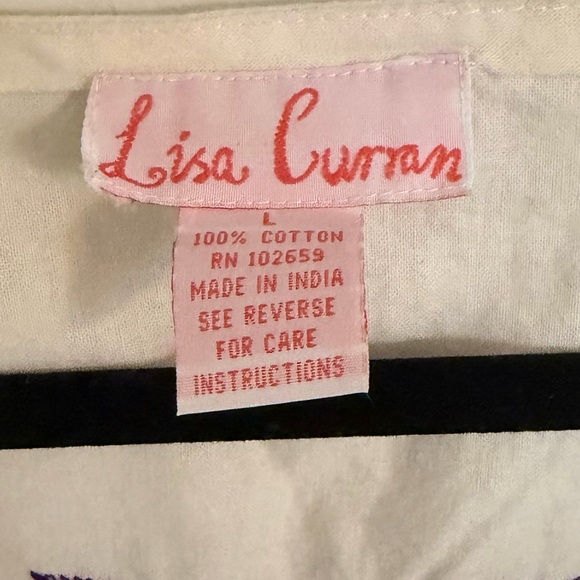 Lisa Curran
L
100% COTTON
RN 102659
MADE IN INDIA
SEE REVERSE
FOR CARE
INSTRUCTIONS